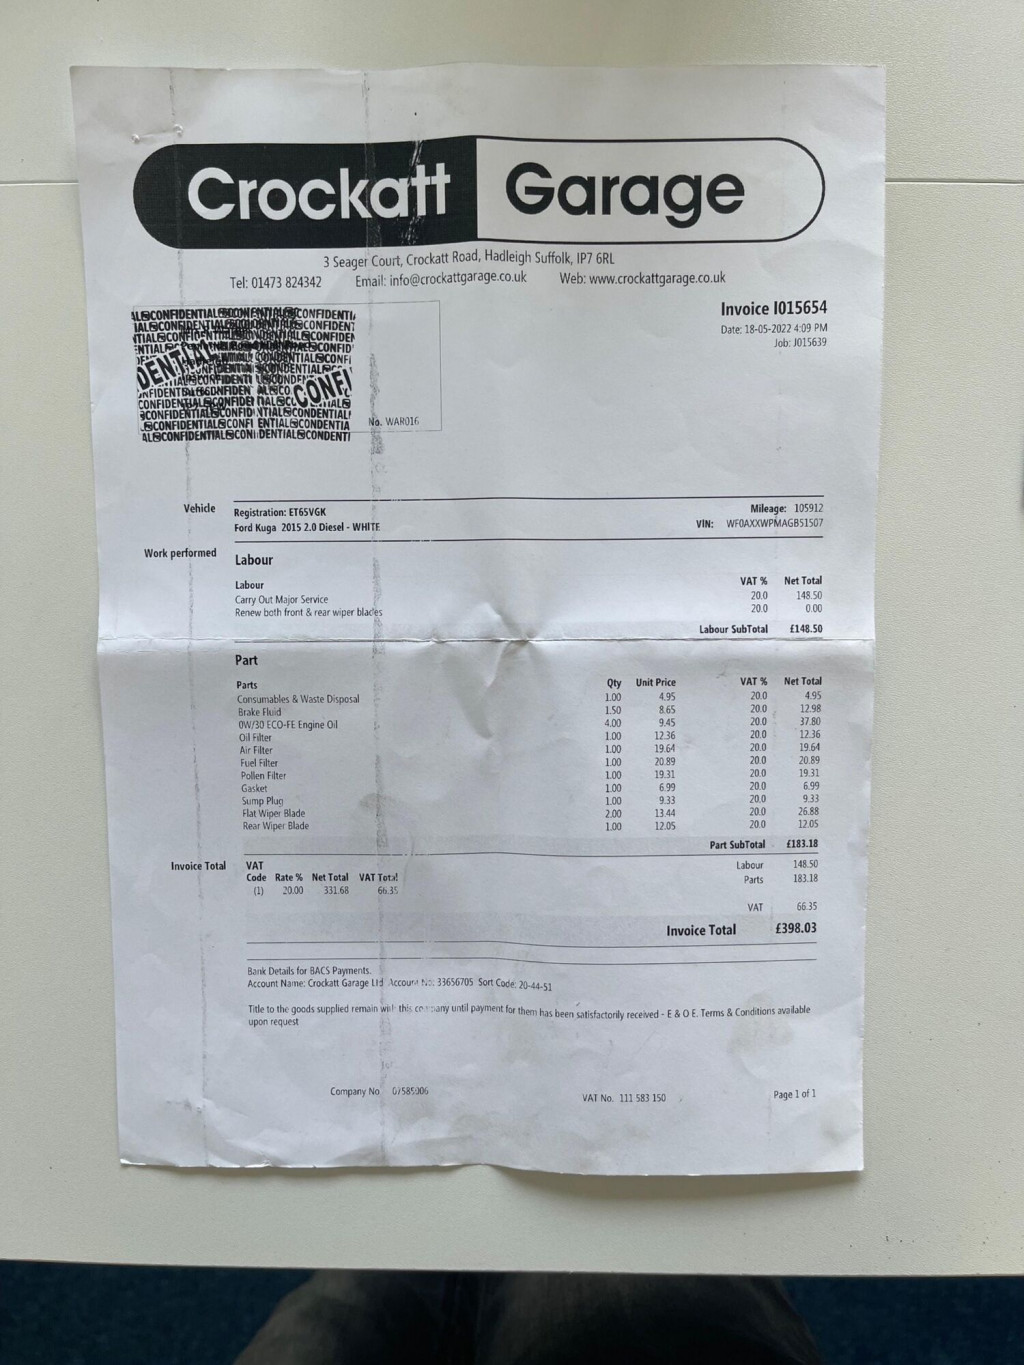 Crockatt Garage
3 Seager Court, Crockatt Road, Hadleigh Suffolk, IP7 6RL
Tel: 01473 824342 Email: info@crockattgarage.co.uk Web: www.crockattgarage.co.uk
Invoice I015654
Date: 18-05-2022 4:09 PM
Job: J015639
CONFIDENTIAL
No. WAR016
Vehicle
Registration: ET65VGK Mileage: 105912
Ford Kuga 2015 2.0 Diesel - WHITE VIN: WF0AXXWPMAGB51507
Work performed
Labour
Labour VAT % Net Total
Carry Out Major Service 20.0 148.50
Renew both front & rear wiper blades 20.0 0.00
Labour SubTotal £148.50
Part
Parts Qty Unit Price VAT % Net Total
Consumables & Waste Disposal 1.00 4.95 20.0 4.95
Brake Fluid 1.50 8.65 20.0 12.98
0W/30 ECO-FE Engine Oil 4.00 9.45 20.0 37.80
Oil Filter 1.00 12.36 20.0 12.36
Air Filter 1.00 19.64 20.0 19.64
Fuel Filter 1.00 20.89 20.0 20.89
Pollen Filter 1.00 19.31 20.0 19.31
Gasket 1.00 6.99 20.0 6.99
Sump Plug 1.00 9.33 20.0 9.33
Flat Wiper Blade 2.00 13.44 20.0 26.88
Rear Wiper Blade 1.00 12.05 20.0 12.05
Part SubTotal £183.18
Invoice Total VAT Labour 148.50
Code Rate % Net Total VAT Total Parts 183.18
(1) 20.00 331.68 66.35
VAT 66.35
Invoice Total £398.03
Bank Details for BACS Payments.
Account Name: Crockatt Garage Ltd Account No: 33656705 Sort Code: 20-44-51
Title to the goods supplied remain with this company until payment for them has been satisfactorily received - E & O E. Terms & Conditions available
upon request
Company No 07585006
VAT No. 111 583 150
Page 1 of 1